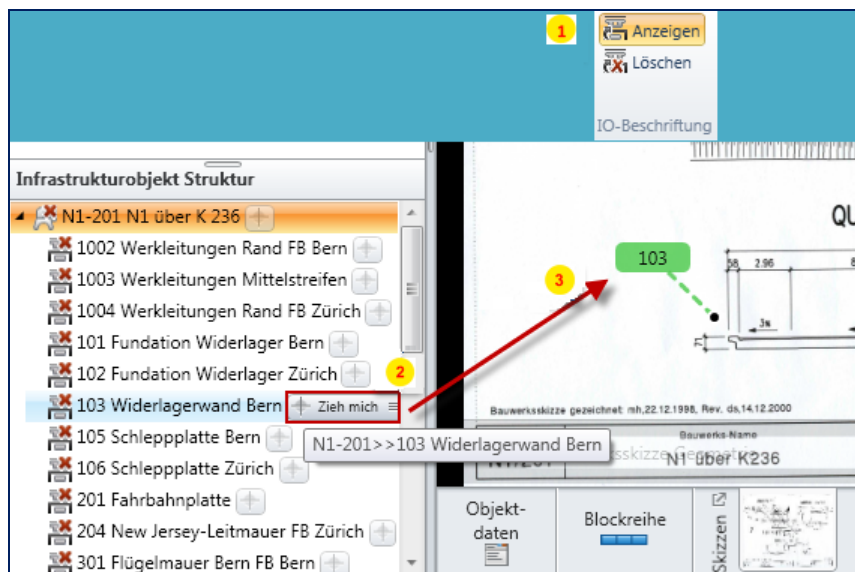 1
Anzeigen
Löschen
IO-Beschriftung
Infrastrukturobjekt Struktur
N1-201 N1 über K 236
1002 Werkleitungen Rand FB Bern
1003 Werkleitungen Mittelstreifen
1004 Werkleitungen Rand FB Zürich
101 Fundation Widerlager Bern
102 Fundation Widerlager Zürich
2
103 Widerlagerwand Bern
Zieh mich
N1-201>>103 Widerlagerwand Bern
105 Schleppplatte Bern
106 Schleppplatte Zürich
201 Fahrbahnplatte
204 New Jersey-Leitmauer FB Zürich
301 Flügelmauer Bern FB Bern
QU
103
3
58 2.96 8
3%
71
Bauwerksskizze gezeichnet: mh,22.12.1998, Rev. ds,14.12.2000
Bauwerks-Name
N1 über K236
Objekt-
daten
Blockreihe
Skizzen